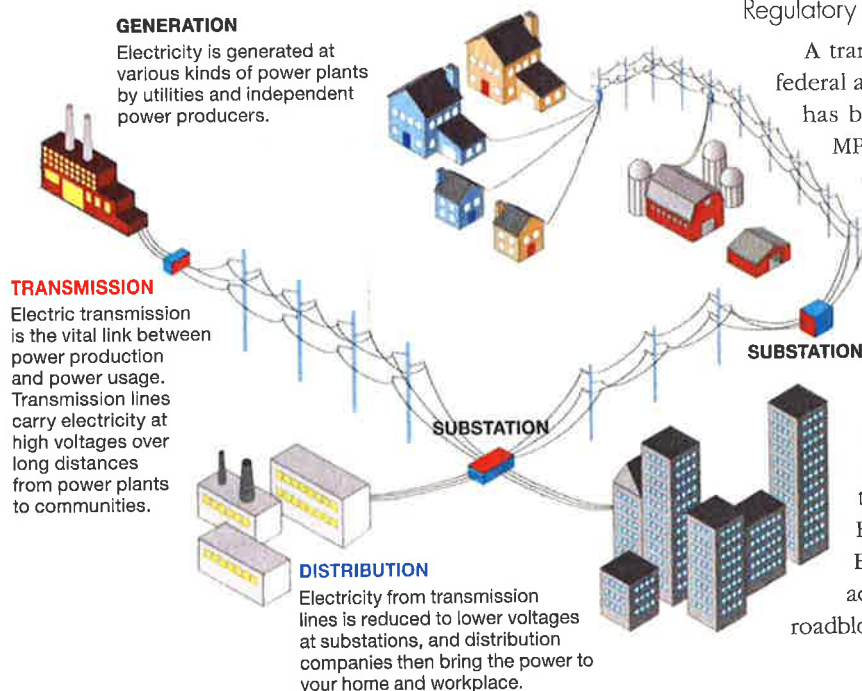 GENERATION
Electricity is generated at
various kinds of power plants
by utilities and independent
power producers.
Regulatory
A tran
federal a
has b
MP
TRANSMISSION
Electric transmission
is the vital link between
power production
and power usage.
Transmission lines
carry electricity at
high voltages over
long distances
from power plants
to communities.
SUBSTATION
SUBSTATION
DISTRIBUTION
Electricity from transmission
lines is reduced to lower voltages
at substations, and distribution
companies then bring the power to
your home and workplace.
t
E
ac
roadblo